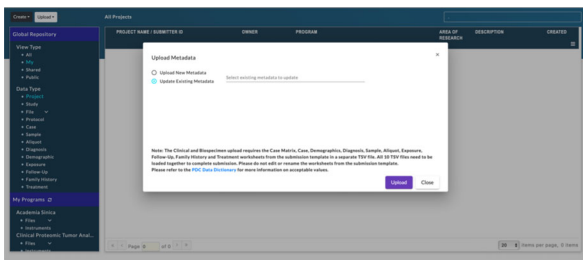 Create
Upload
All Projects
Global Repository
View Type
All
My
Shared
Public
Data Type
Project
Study
File
Protocol
Case
Sample
Aliquot
Diagnosis
Demographic
Exposure
Follow-Up
Family History
Treatment
My Programs
Academia Sinica
Files
Instruments
Clinical Proteomic Tumor Anal...
Files
Instruments
PROJECT NAME / SUBMITTER ID OWNER PROGRAM AREA OF RESEARCH DESCRIPTION CREATED
Upload Metadata ×
Upload New Metadata
Update Existing Metadata Select existing metadata to update
Note: The Clinical and Biospecimen upload requires the Case Matrix, Case, Demographics, Diagnosis, Sample, Aliquot, Exposure,
Follow-Up, Family History and Treatment worksheets from the submission template in a separate TSV file. All 10 TSV files need to be
loaded together to complete submission. Please do not edit or rename the worksheets from the submission template.
Please refer to the PDC Data Dictionary for more information on acceptable values.
Upload Close
Page 0 of 0
20 items per page, 0 items